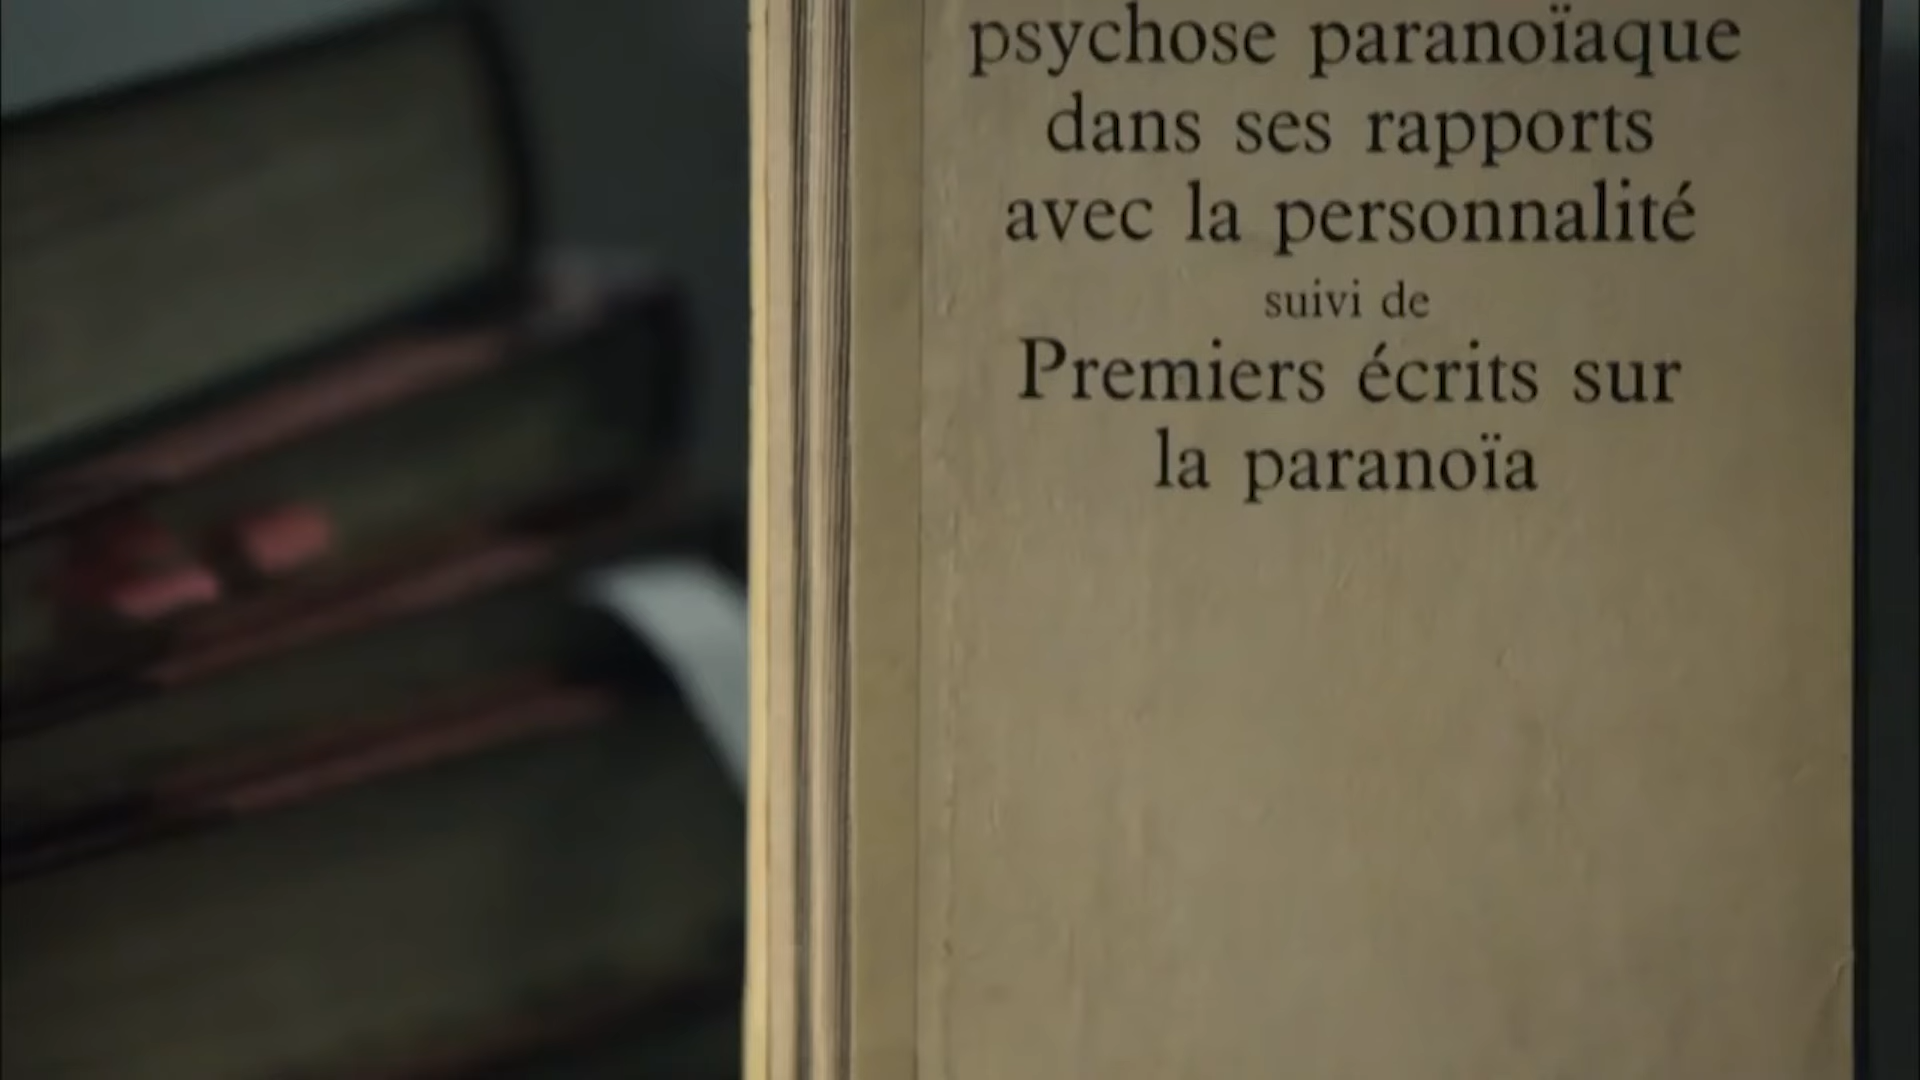 psychose paranoïaque
dans ses rapports
avec la personnalité
suivi de
Premiers écrits sur
la paranoïa